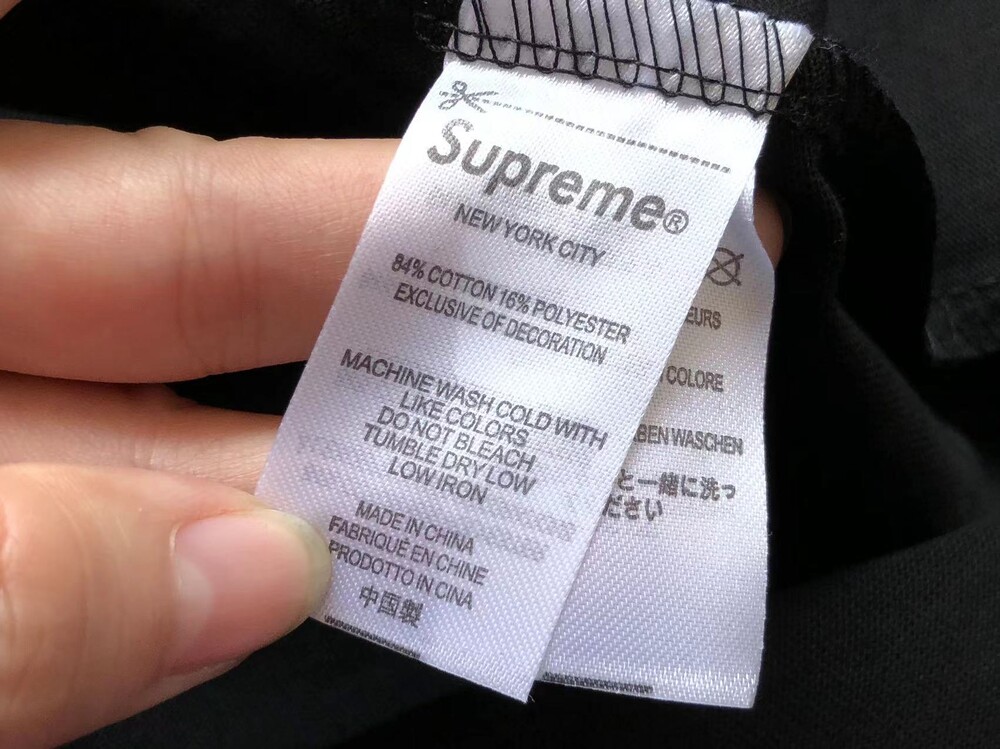 Supreme®
NEW YORK CITY
84% COTTON 16% POLYESTER
EXCLUSIVE OF DECORATION
MACHINE WASH COLD WITH
LIKE COLORS
DO NOT BLEACH
TUMBLE DRY LOW
LOW IRON
MADE IN CHINA
FABRIQUE EN CHINE
PRODOTTO IN CINA
中国製
EURS
COLORE
BEN WASCHEN
と一緒に洗っ
ださい